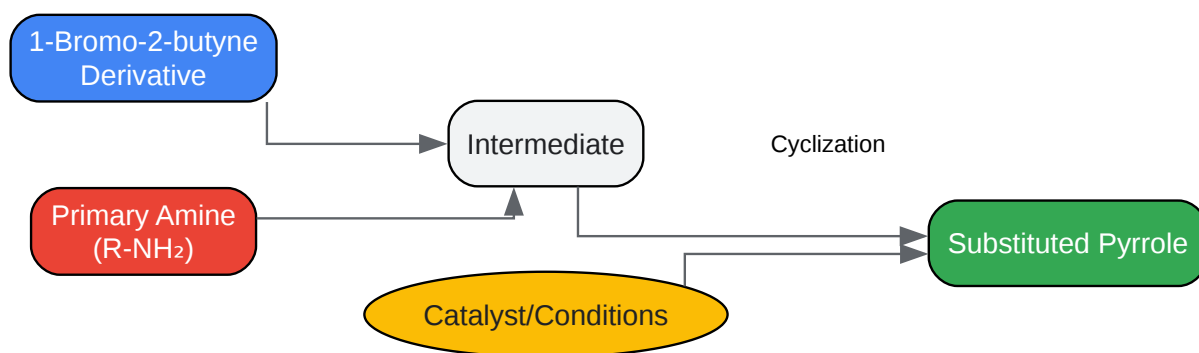 1-Bromo-2-butyne
Derivative
Intermediate
Cyclization
Primary Amine
(R-NH₂)
Substituted Pyrrole
Catalyst/Conditions